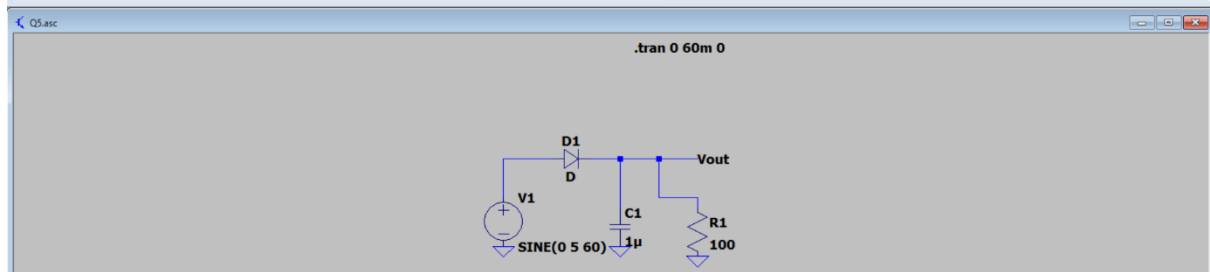 Q5.asc
.tran 0 60m 0
D1
Vout
D
V1
C1
R1
SINE(0 5 60)
1µ
100